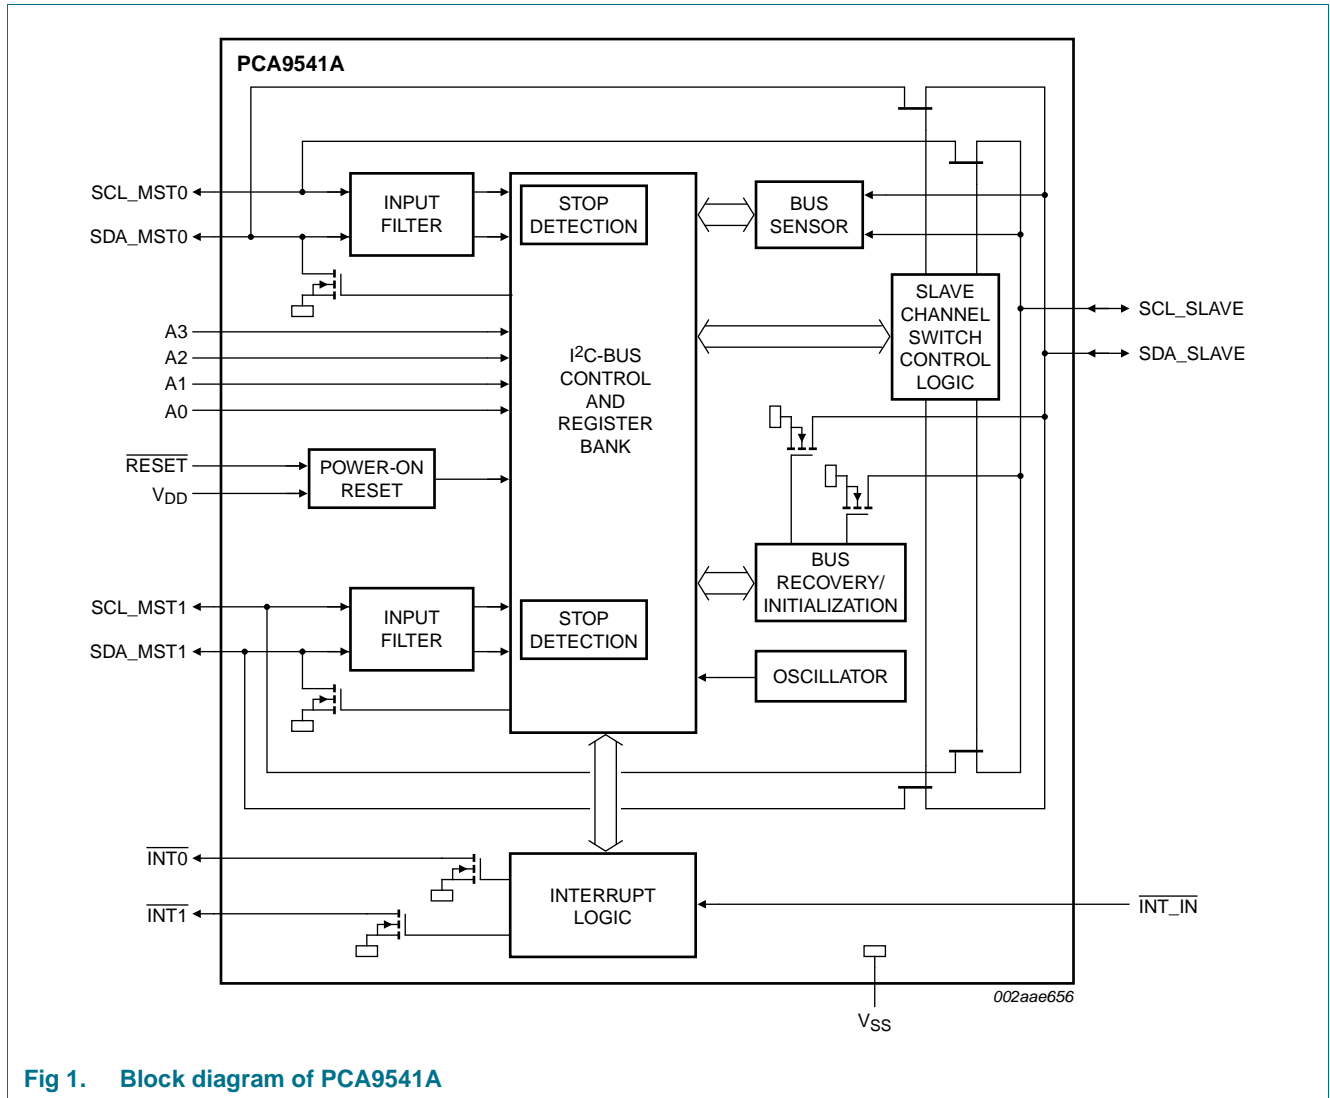 PCA9541A
SCL_MST0
SDA_MST0
INPUT
FILTER
STOP
DETECTION
BUS
SENSOR
A3
A2
A1
A0
I2C-BUS
CONTROL
AND
REGISTER
BANK
SLAVE
CHANNEL
SWITCH
CONTROL
LOGIC
SCL_SLAVE
SDA_SLAVE
RESET
VDD
POWER-ON
RESET
BUS
RECOVERY/
INITIALIZATION
SCL_MST1
SDA_MST1
INPUT
FILTER
STOP
DETECTION
OSCILLATOR
INT0
INT1
INTERRUPT
LOGIC
INT_IN
VSS
002aae656
Fig 1. Block diagram of PCA9541A